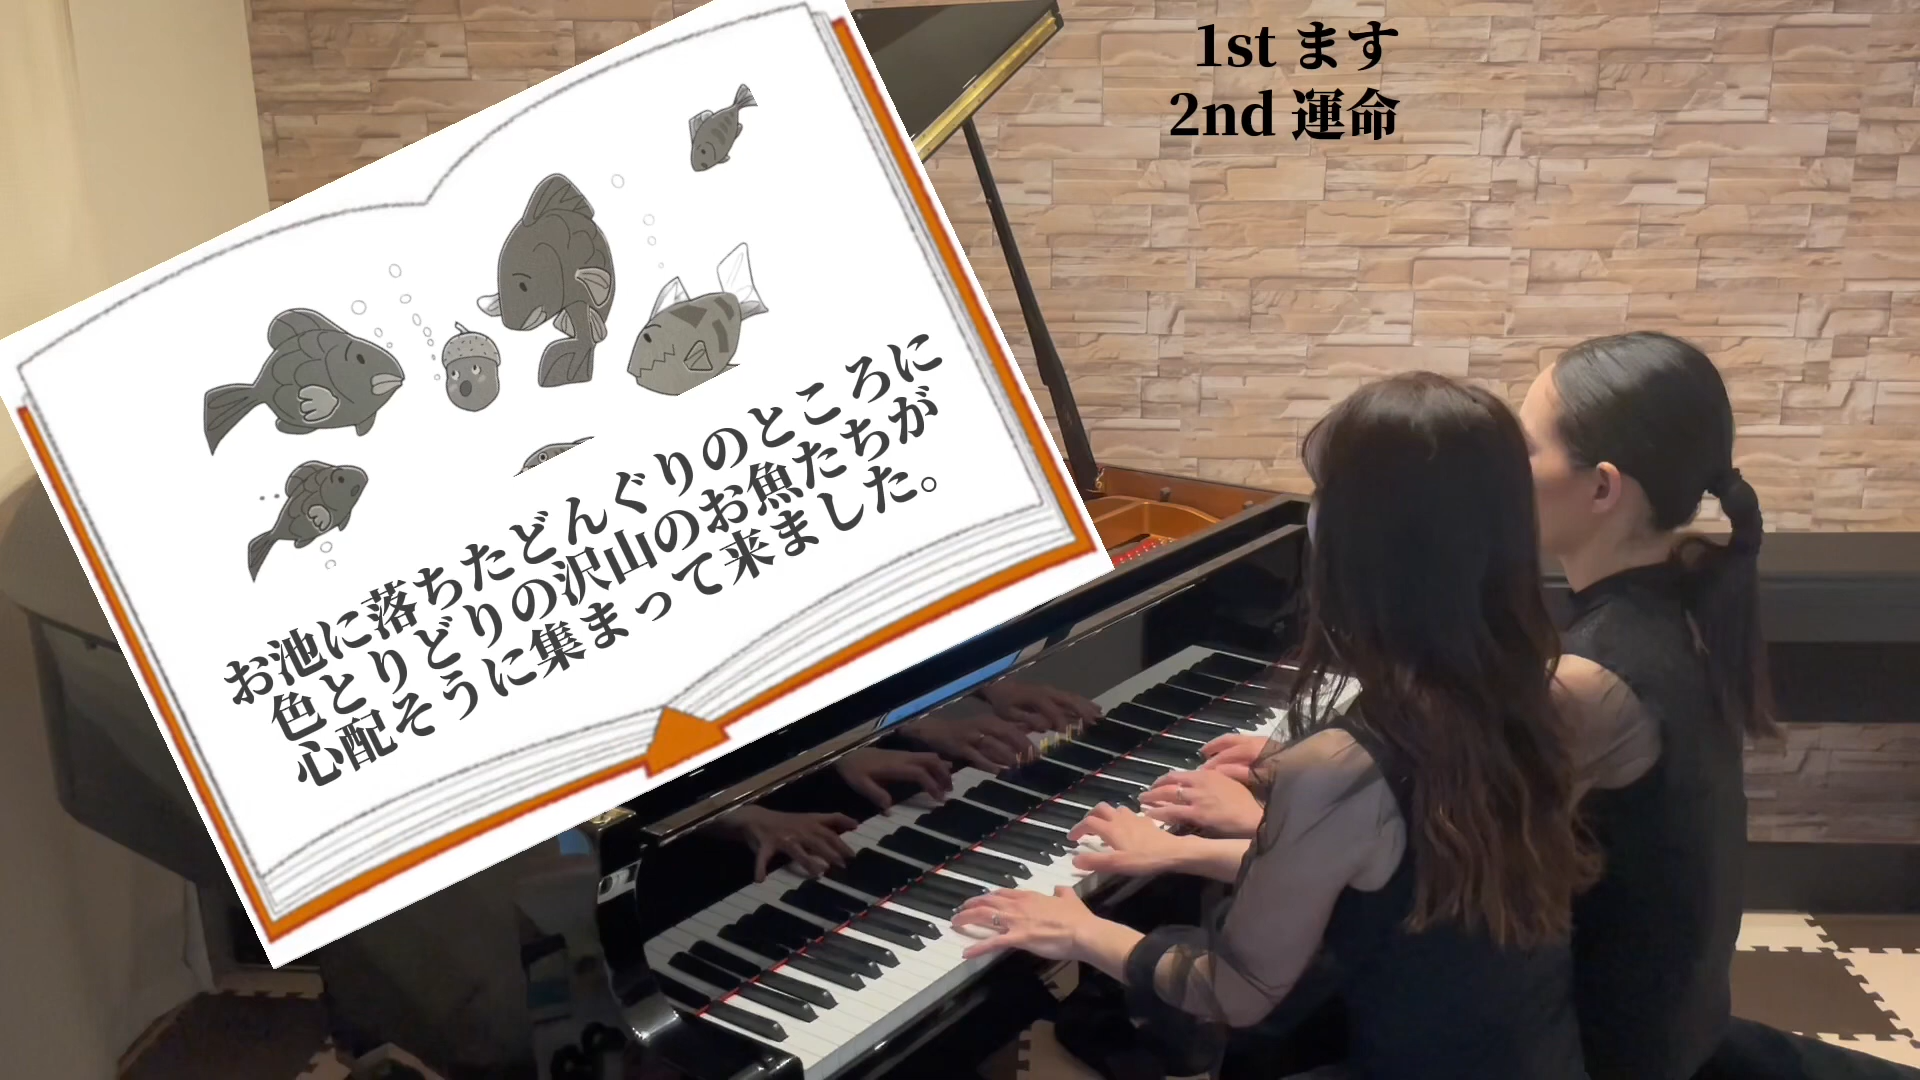 1st ます
2nd 運命
お池に落ちたどんぐりのところに
色とりどりの沢山のお魚たちが
心配そうに集まって来ました。
YAMAHA